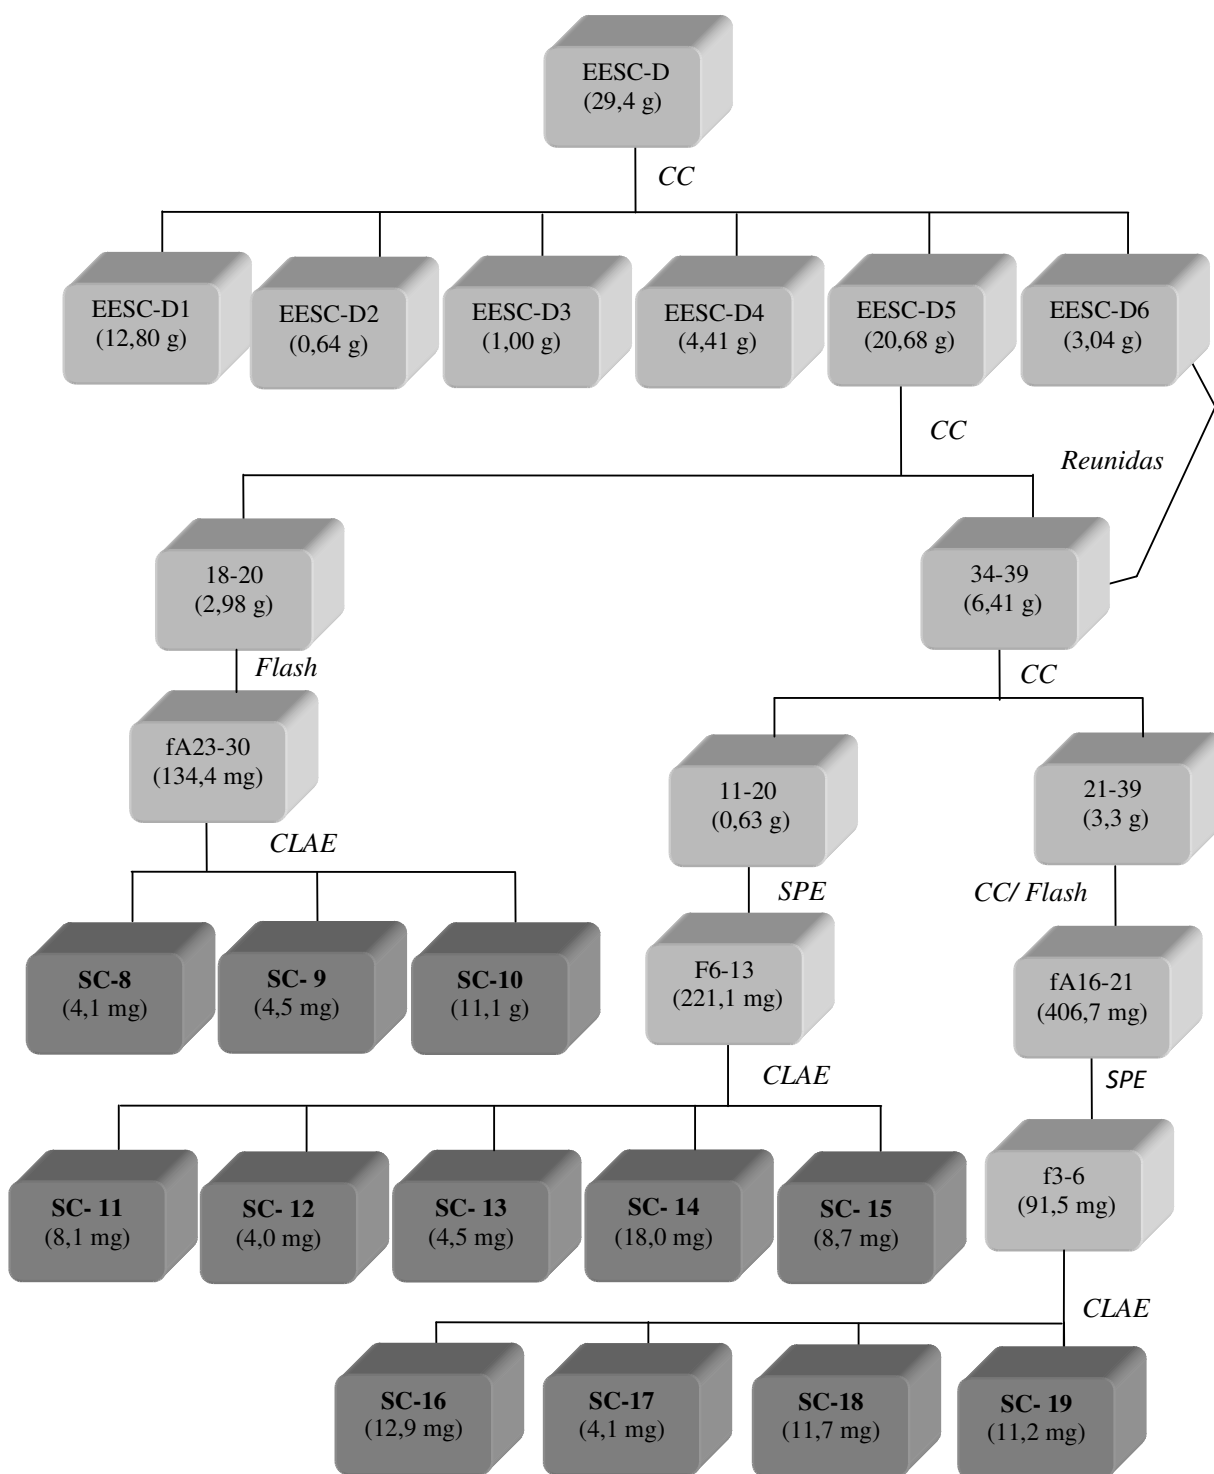 EESC-D
(29,4 g)
CC
EESC-D1
(12,80 g)
EESC-D2
(0,64 g)
EESC-D3
(1,00 g)
EESC-D4
(4,41 g)
EESC-D5
(20,68 g)
EESC-D6
(3,04 g)
CC
Reunidas
18-20
(2,98 g)
34-39
(6,41 g)
Flash
CC
fA23-30
(134,4 mg)
11-20
(0,63 g)
21-39
(3,3 g)
CLAE
SPE
CC/ Flash
SC-8
(4,1 mg)
SC- 9
(4,5 mg)
SC-10
(11,1 g)
F6-13
(221,1 mg)
fA16-21
(406,7 mg)
CLAE
SPE
SC- 11
(8,1 mg)
SC- 12
(4,0 mg)
SC- 13
(4,5 mg)
SC- 14
(18,0 mg)
SC- 15
(8,7 mg)
f3-6
(91,5 mg)
CLAE
SC-16
(12,9 mg)
SC-17
(4,1 mg)
SC-18
(11,7 mg)
SC- 19
(11,2 mg)